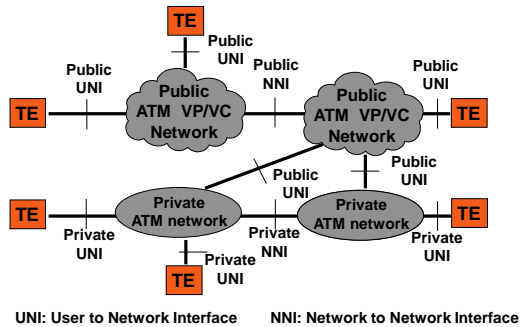 TE
TE
Public
UNI
Public
UNI
Public
NNI
Public
UNI
Public
ATM VP/VC
Network
Public
ATM VP/VC
Network
TE
TE
Public
UNI
Public
UNI
TE
Private
ATM network
Private
ATM network
TE
Private
UNI
Private
NNI
Private
UNI
Private
UNI
TE
UNI: User to Network Interface
NNI: Network to Network Interface